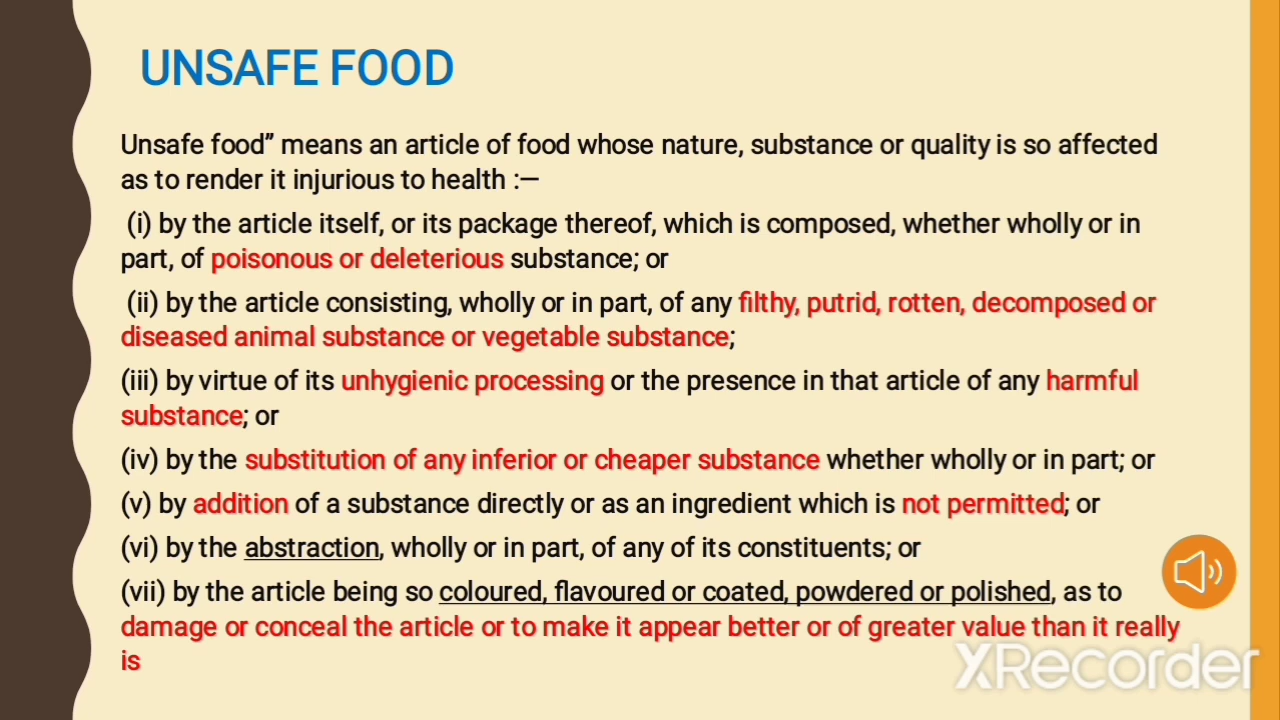 UNSAFE FOOD
Unsafe food” means an article of food whose nature, substance or quality is so affected
as to render it injurious to health :—
(i) by the article itself, or its package thereof, which is composed, whether wholly or in
part, of poisonous or deleterious substance; or
(ii) by the article consisting, wholly or in part, of any filthy, putrid, rotten, decomposed or
diseased animal substance or vegetable substance;
(iii) by virtue of its unhygienic processing or the presence in that article of any harmful
substance; or
(iv) by the substitution of any inferior or cheaper substance whether wholly or in part; or
(v) by addition of a substance directly or as an ingredient which is not permitted; or
(vi) by the abstraction, wholly or in part, of any of its constituents; or
(vii) by the article being so coloured, flavoured or coated, powdered or polished, as to
damage or conceal the article or to make it appear better or of greater value than it really
is
XRecorder